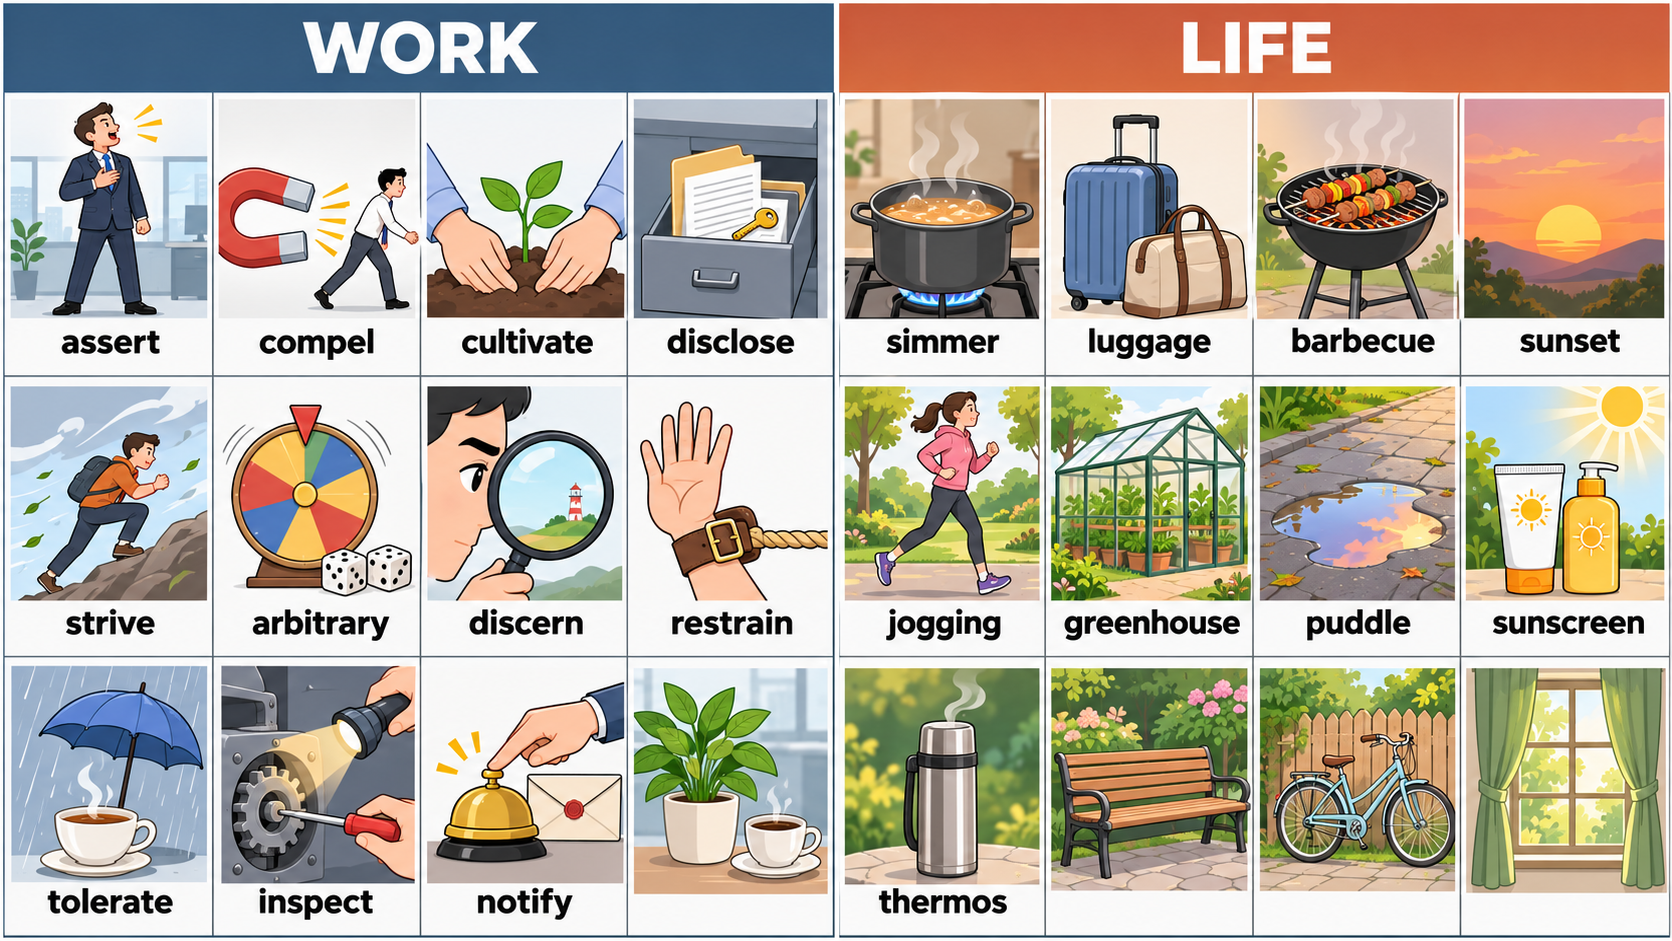 WORK
LIFE
assert
compel
cultivate
disclose
simmer
luggage
barbecue
sunset
strive
arbitrary
discern
restrain
jogging
greenhouse
puddle
sunscreen
tolerate
inspect
notify
thermos